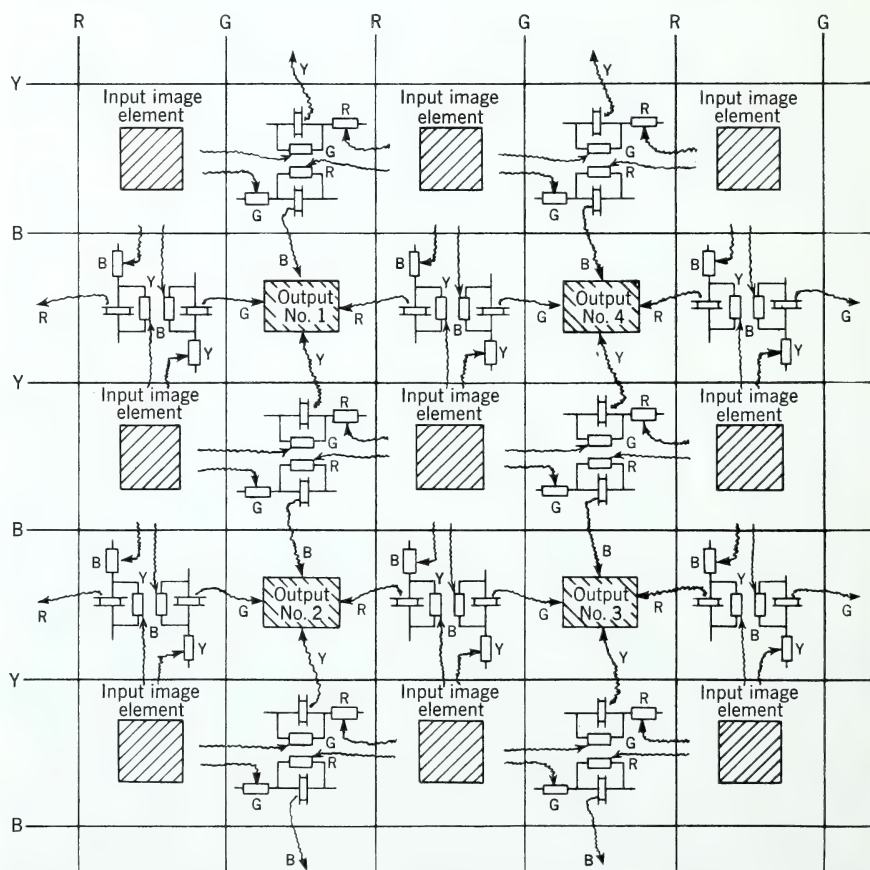 R G R G R G
Y
Input image element
Y
R
G
R
G
Input image element
Y
R
G
R
G
Input image element
B
B
Y
B
Y
R
G
B
Output No. 1
R
Y
B
Y
B
Y
G
B
Output No. 4
R
Y
B
Y
B
Y
G
Y
Input image element
R
G
R
G
Input image element
R
G
R
G
Input image element
B
B
Y
B
Y
R
G
B
Output No. 2
R
Y
B
Y
B
Y
G
B
Output No. 3
R
Y
B
Y
B
Y
G
Y
Input image element
R
G
R
G
B
Input image element
R
G
R
G
B
Input image element
B